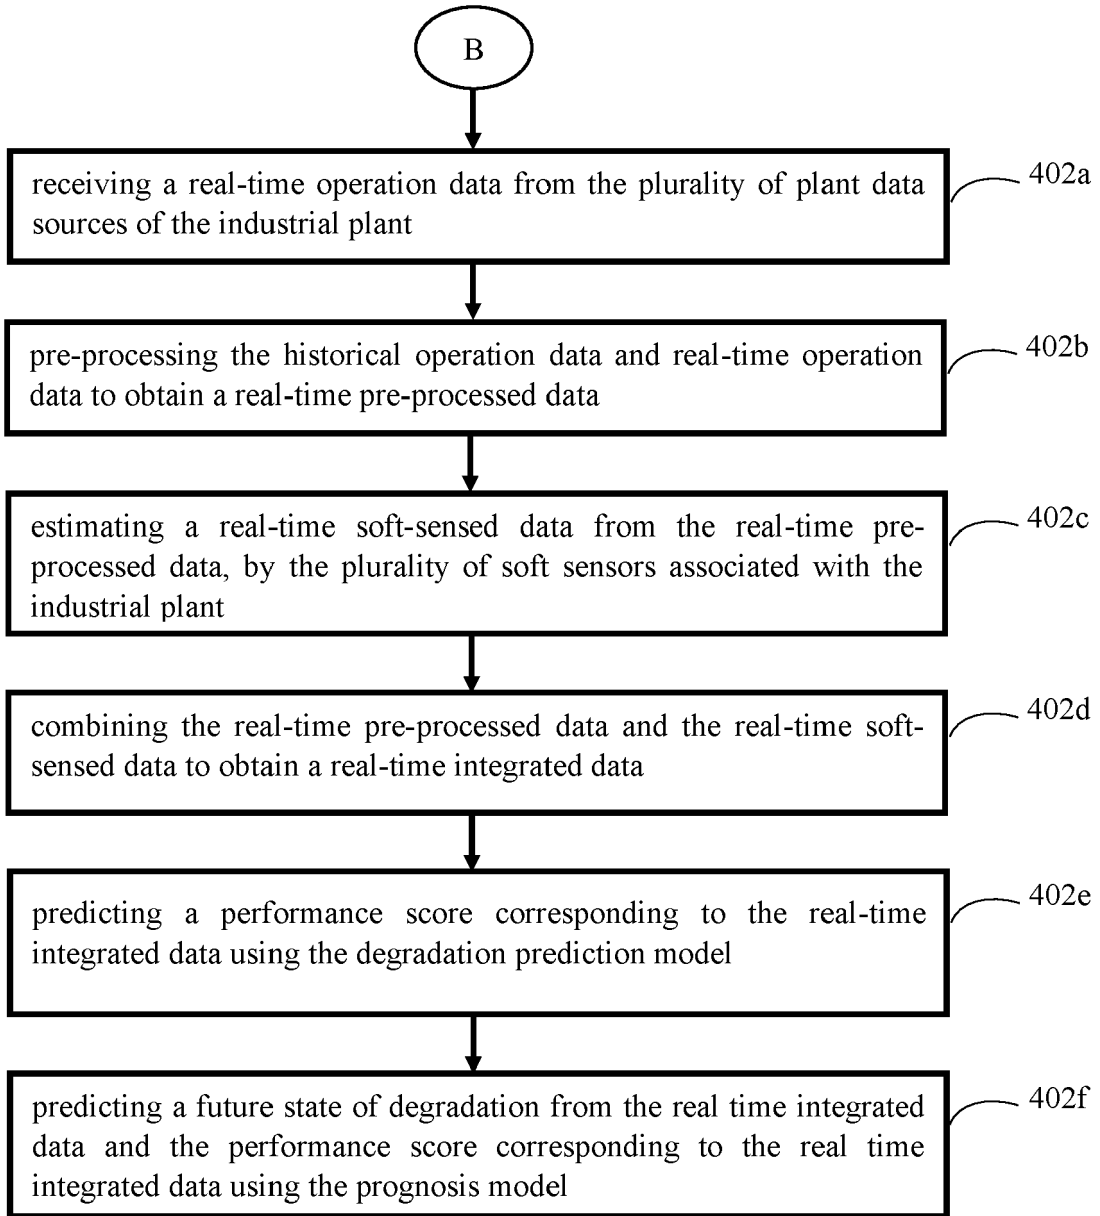 B
receiving a real-time operation data from the plurality of plant data
sources of the industrial plant
402a
pre-processing the historical operation data and real-time operation
data to obtain a real-time pre-processed data
402b
estimating a real-time soft-sensed data from the real-time pre-
processed data, by the plurality of soft sensors associated with the
industrial plant
402c
combining the real-time pre-processed data and the real-time soft-
sensed data to obtain a real-time integrated data
402d
predicting a performance score corresponding to the real-time
integrated data using the degradation prediction model
402e
predicting a future state of degradation from the real time integrated
data and the performance score corresponding to the real time
integrated data using the prognosis model
402f